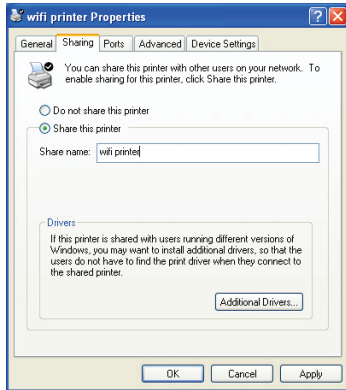 wifi printer Properties
General Sharing Ports Advanced Device Settings
You can share this printer with other users on your network. To
enable sharing for this printer, click Share this printer.
Do not share this printer
Share this printer
Share name: wifi printer
Drivers
If this printer is shared with users running different versions of
Windows, you may want to install additional drivers, so that the
users do not have to find the print driver when they connect to
the shared printer.
Additional Drivers...
OK Cancel Apply